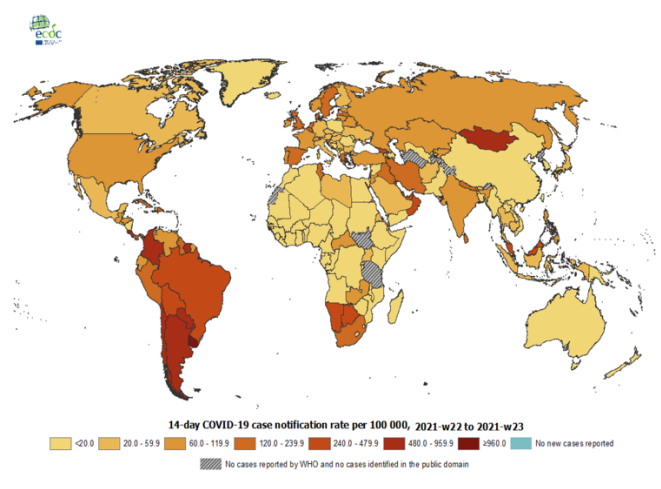 ecdc
14-day COVID-19 case notification rate per 100 000, 2021-w22 to 2021-w23
<20.0 20.0 - 59.9 60.0 - 119.9 120.0 - 239.9 240.0 - 479.9 480.0 - 959.9 ≥960.0 No new cases reported
No cases reported by WHO and no cases identified in the public domain